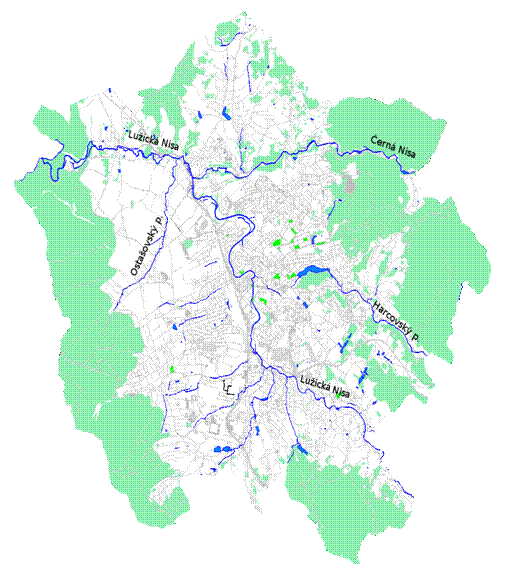 Lužická Nisa
Černá Nisa
Ostašovský p.
Harcovský p.
Lužická Nisa